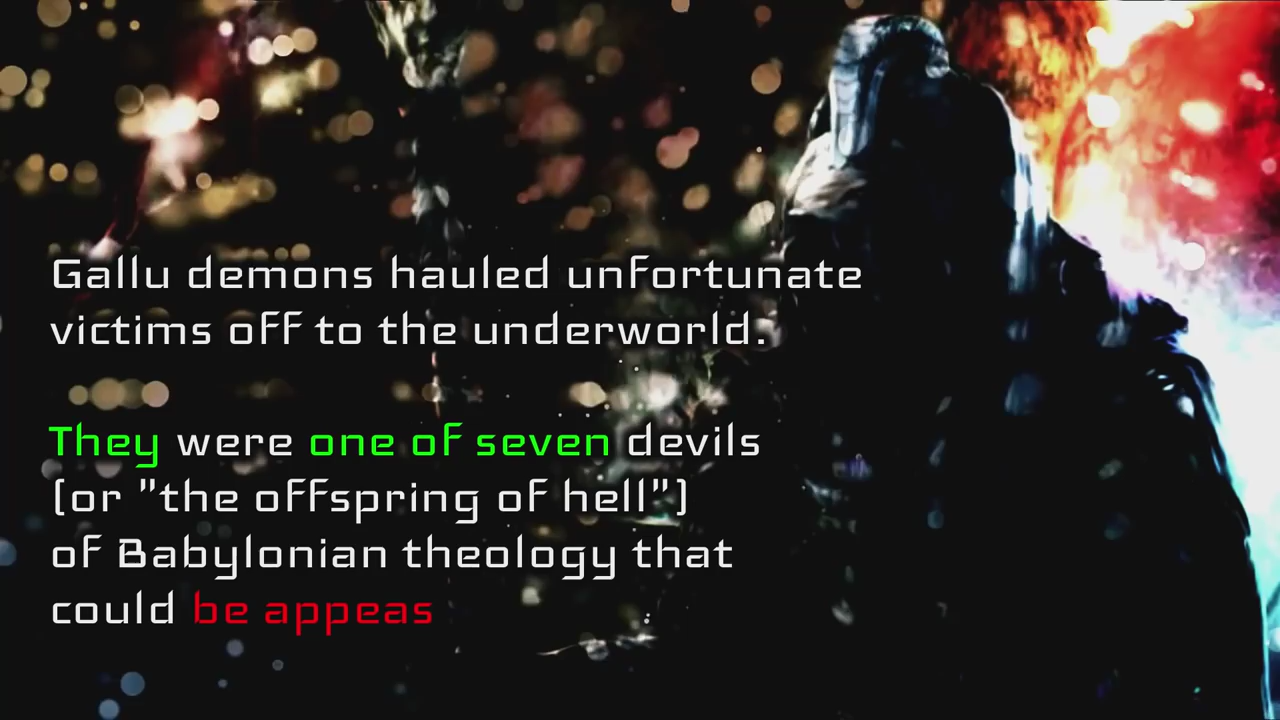 Gallu demons hauled unfortunate
victims off to the underworld.
They were one of seven devils
(or "the offspring of hell")
of Babylonian theology that
could be appeas